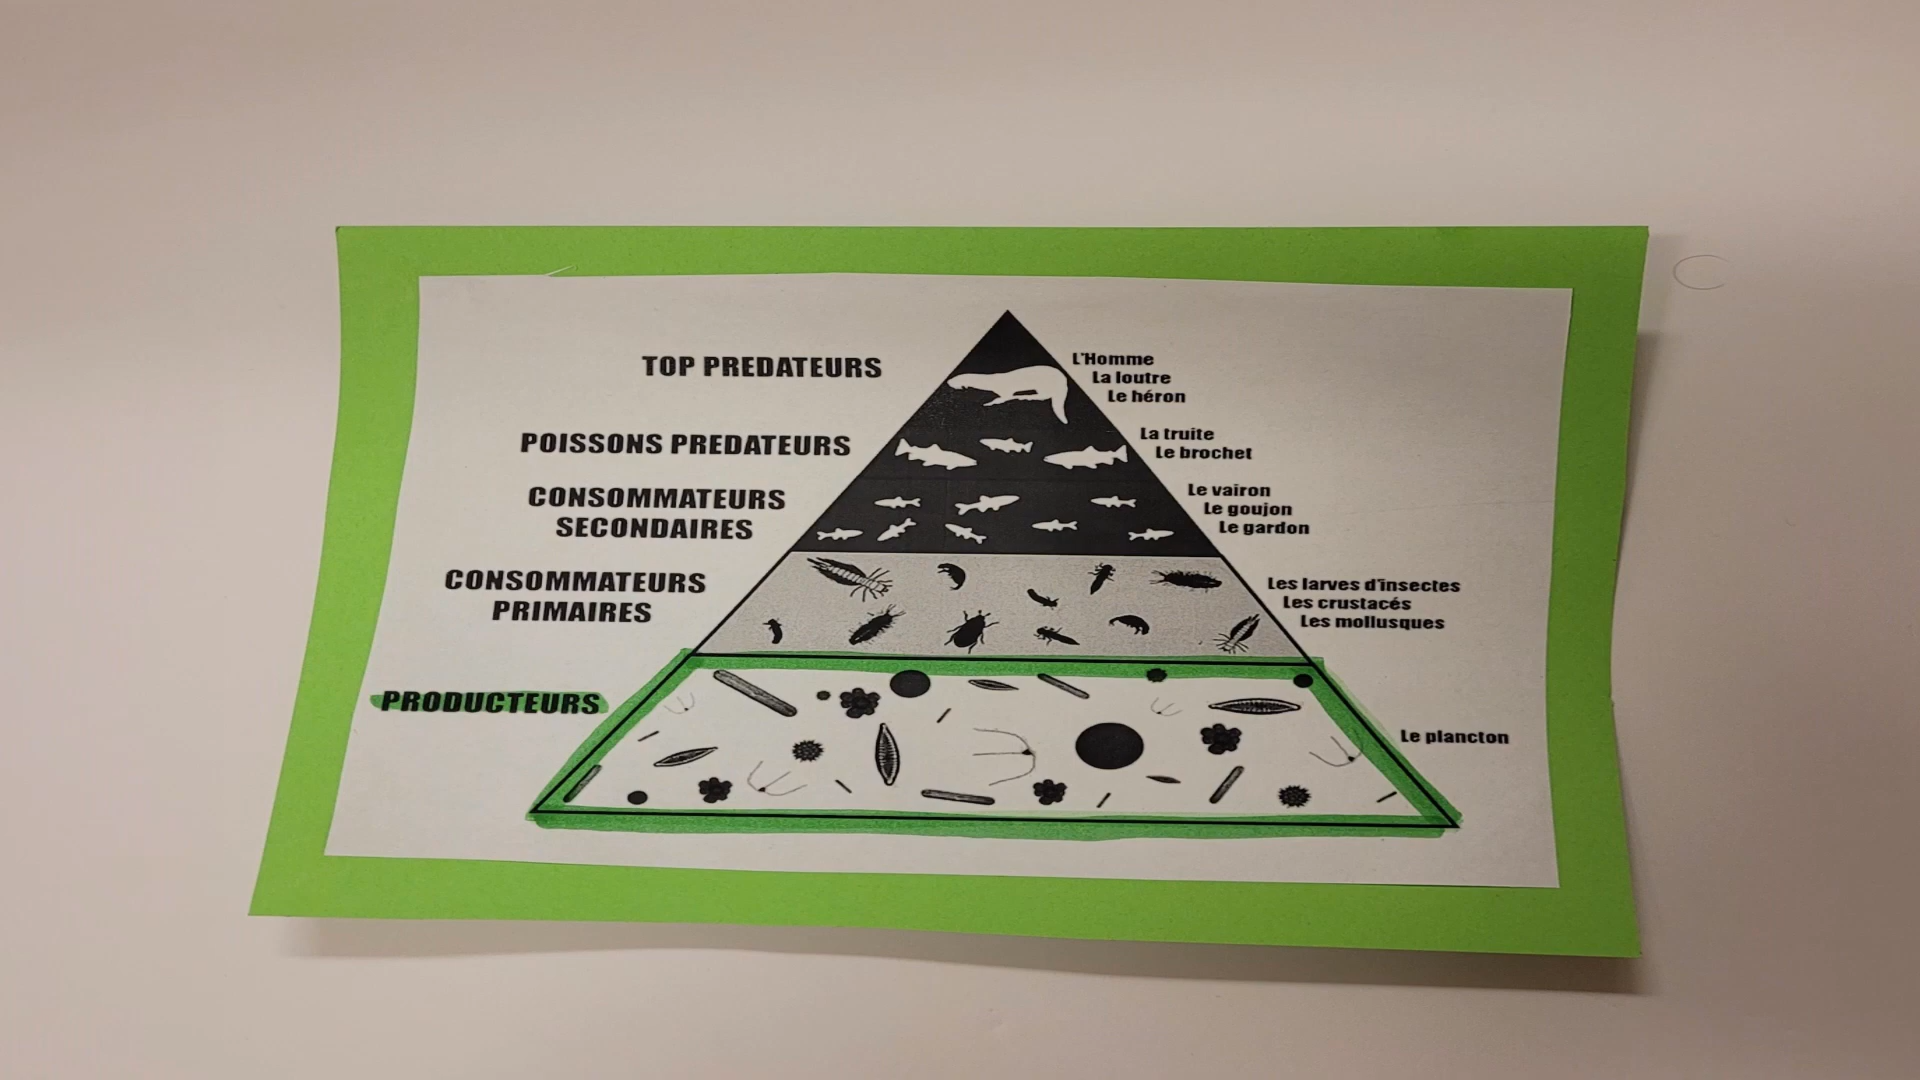 TOP PREDATEURS
L'Homme
La loutre
Le héron
POISSONS PREDATEURS
La truite
Le brochet
CONSOMMATEURS
SECONDAIRES
Le vairon
Le goujon
Le gardon
CONSOMMATEURS
PRIMAIRES
Les larves d'insectes
Les crustacés
Les mollusques
PRODUCTEURS
Le plancton